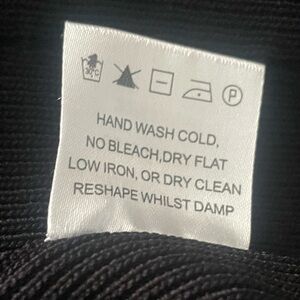 30°C P
HAND WASH COLD,
NO BLEACH,DRY FLAT
LOW IRON, OR DRY CLEAN
RESHAPE WHILST DAMP